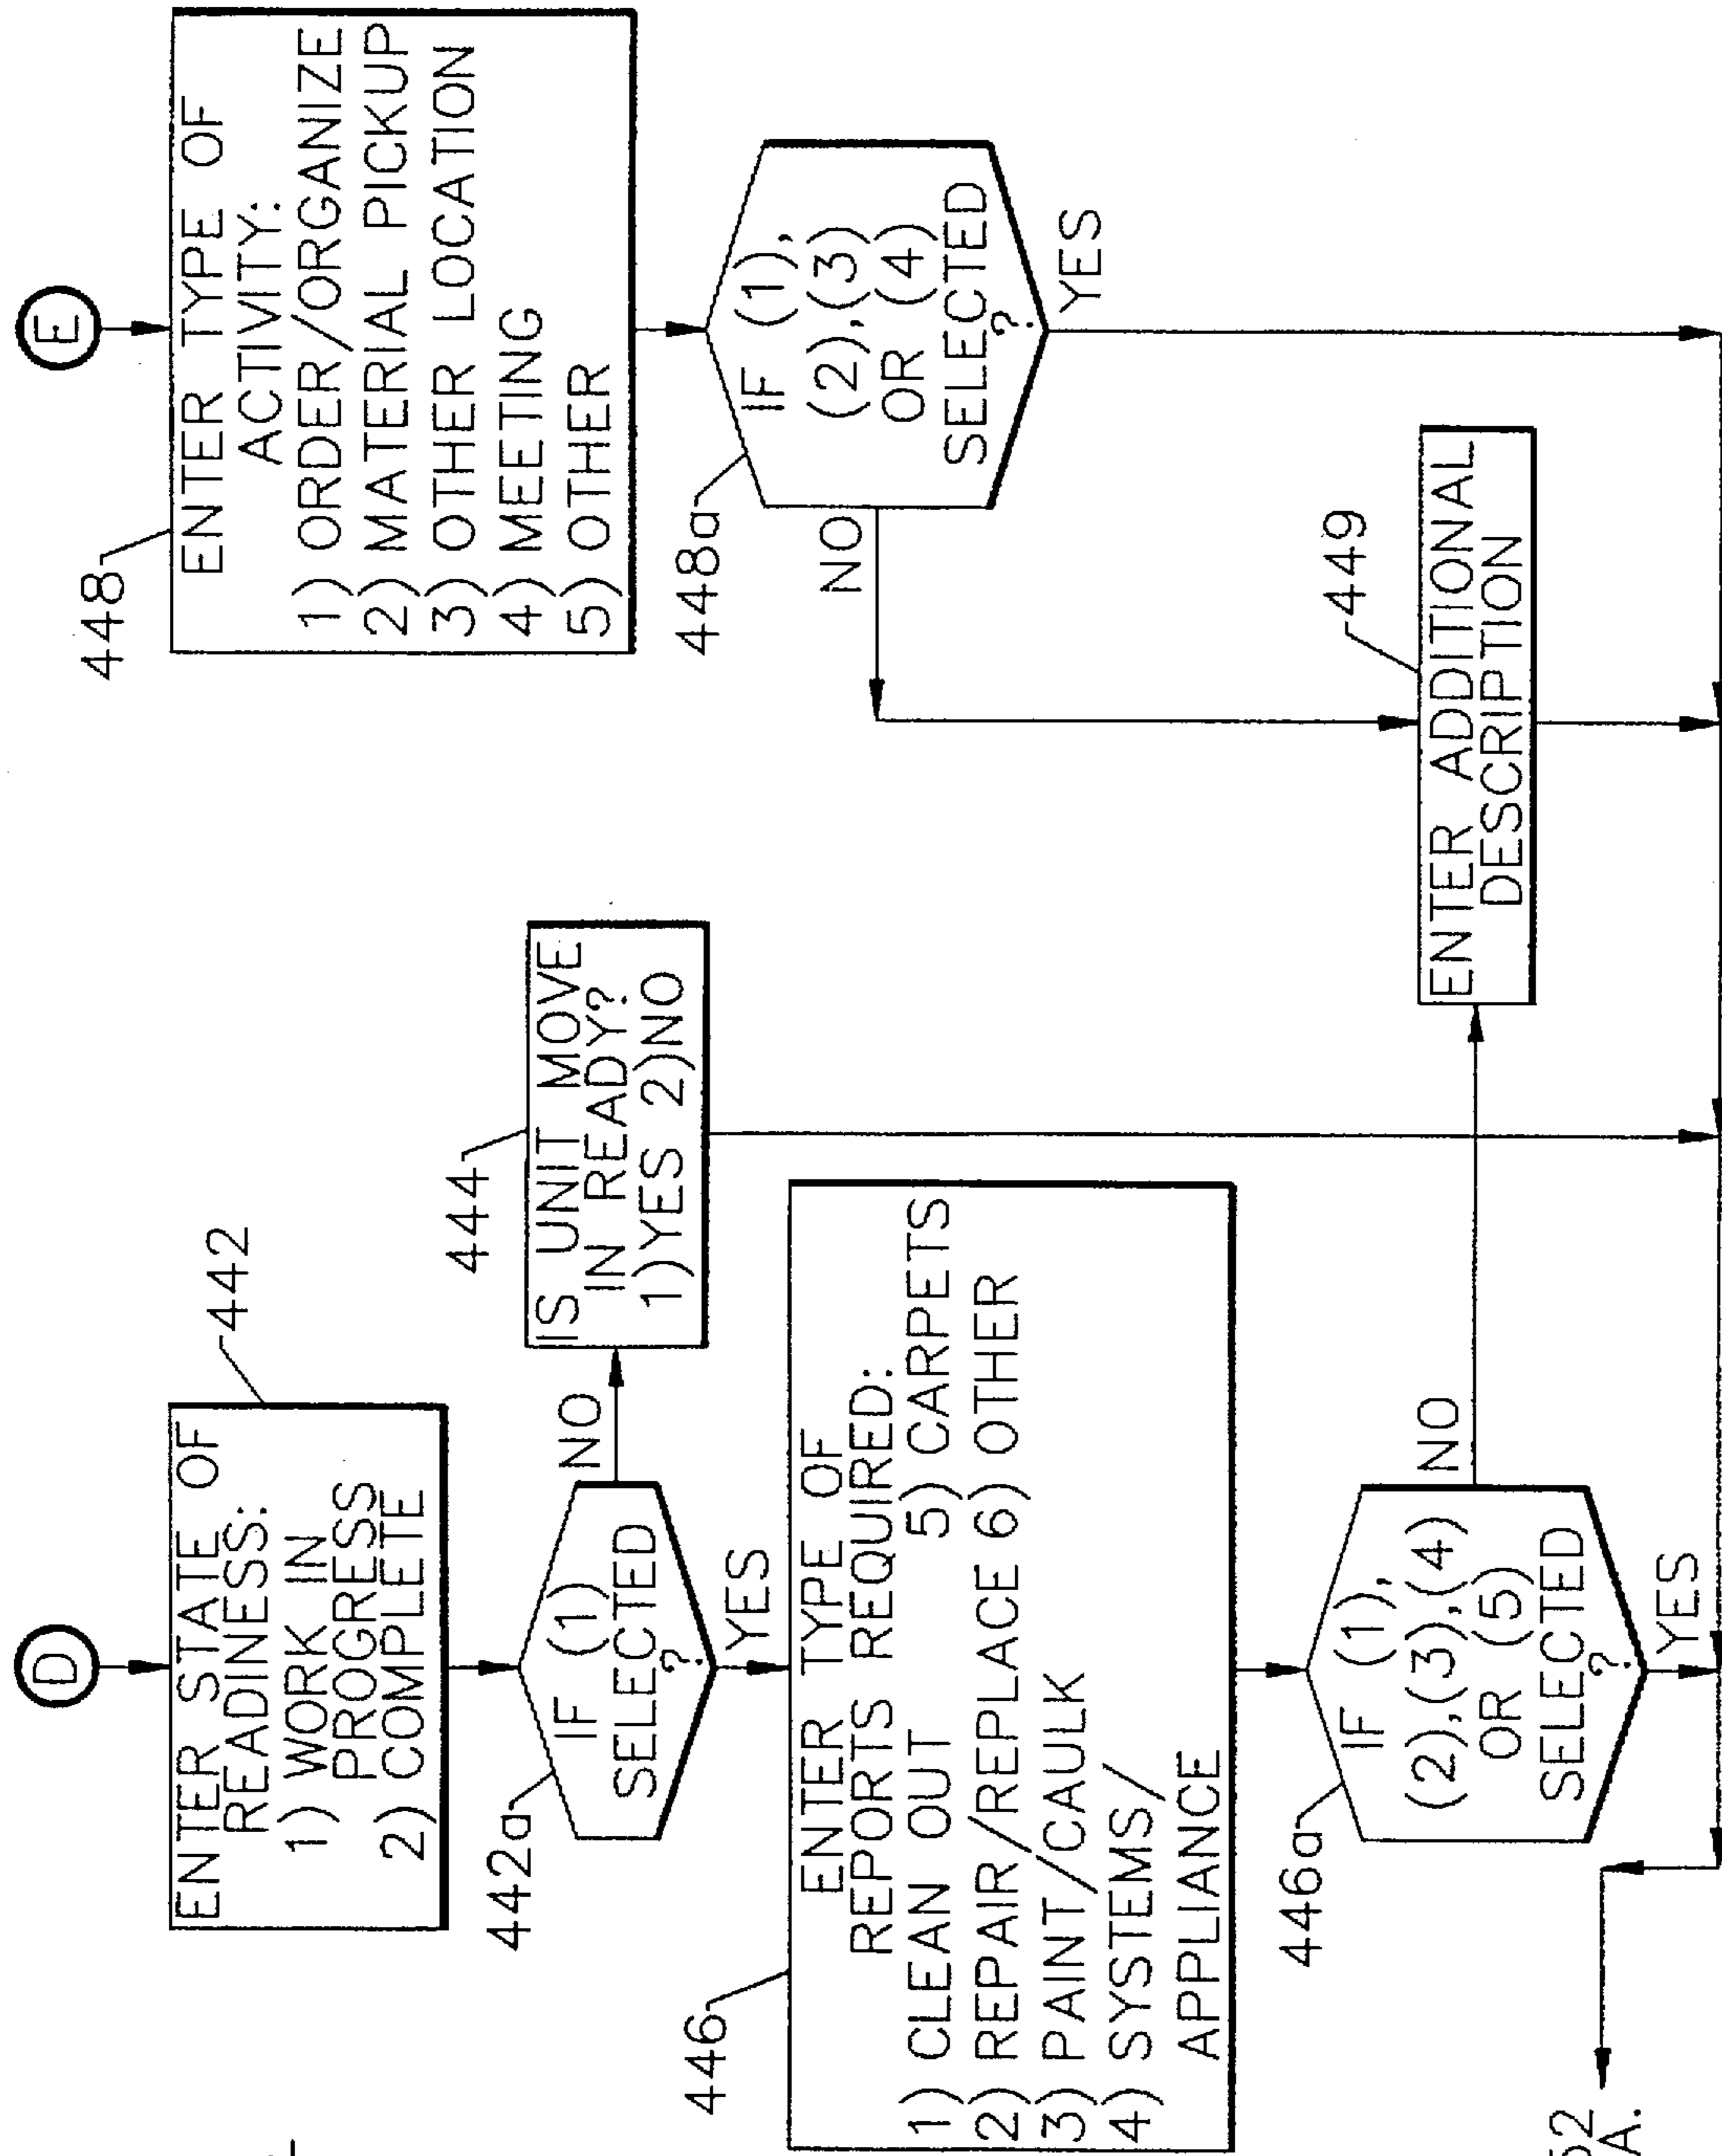 D
E
ENTER STATE OF
READINESS:
1) WORK IN
PROGRESS
2) COMPLETE
442
442a
IF (1)
SELECTED
?
NO
YES
444
IS UNIT MOVE
IN READY?
1)YES 2)NO
446
ENTER TYPE OF
REPORTS REQUIRED:
1) CLEAN OUT 5) CARPETS
2) REPAIR/REPLACE 6) OTHER
3) PAINT/CAULK
4) SYSTEMS/
APPLIANCE
446a
IF (1),
(2),(3),(4)
OR (5)
SELECTED
?
NO
YES
448
ENTER TYPE OF
ACTIVITY:
1) ORDER/ORGANIZE
2) MATERIAL PICKUP
3) OTHER LOCATION
4) MEETING
5) OTHER
448a
IF (1),
(2),(3)
OR (4)
SELECTED
?
NO
YES
449
ENTER ADDITIONAL
DESCRIPTION
52
A.